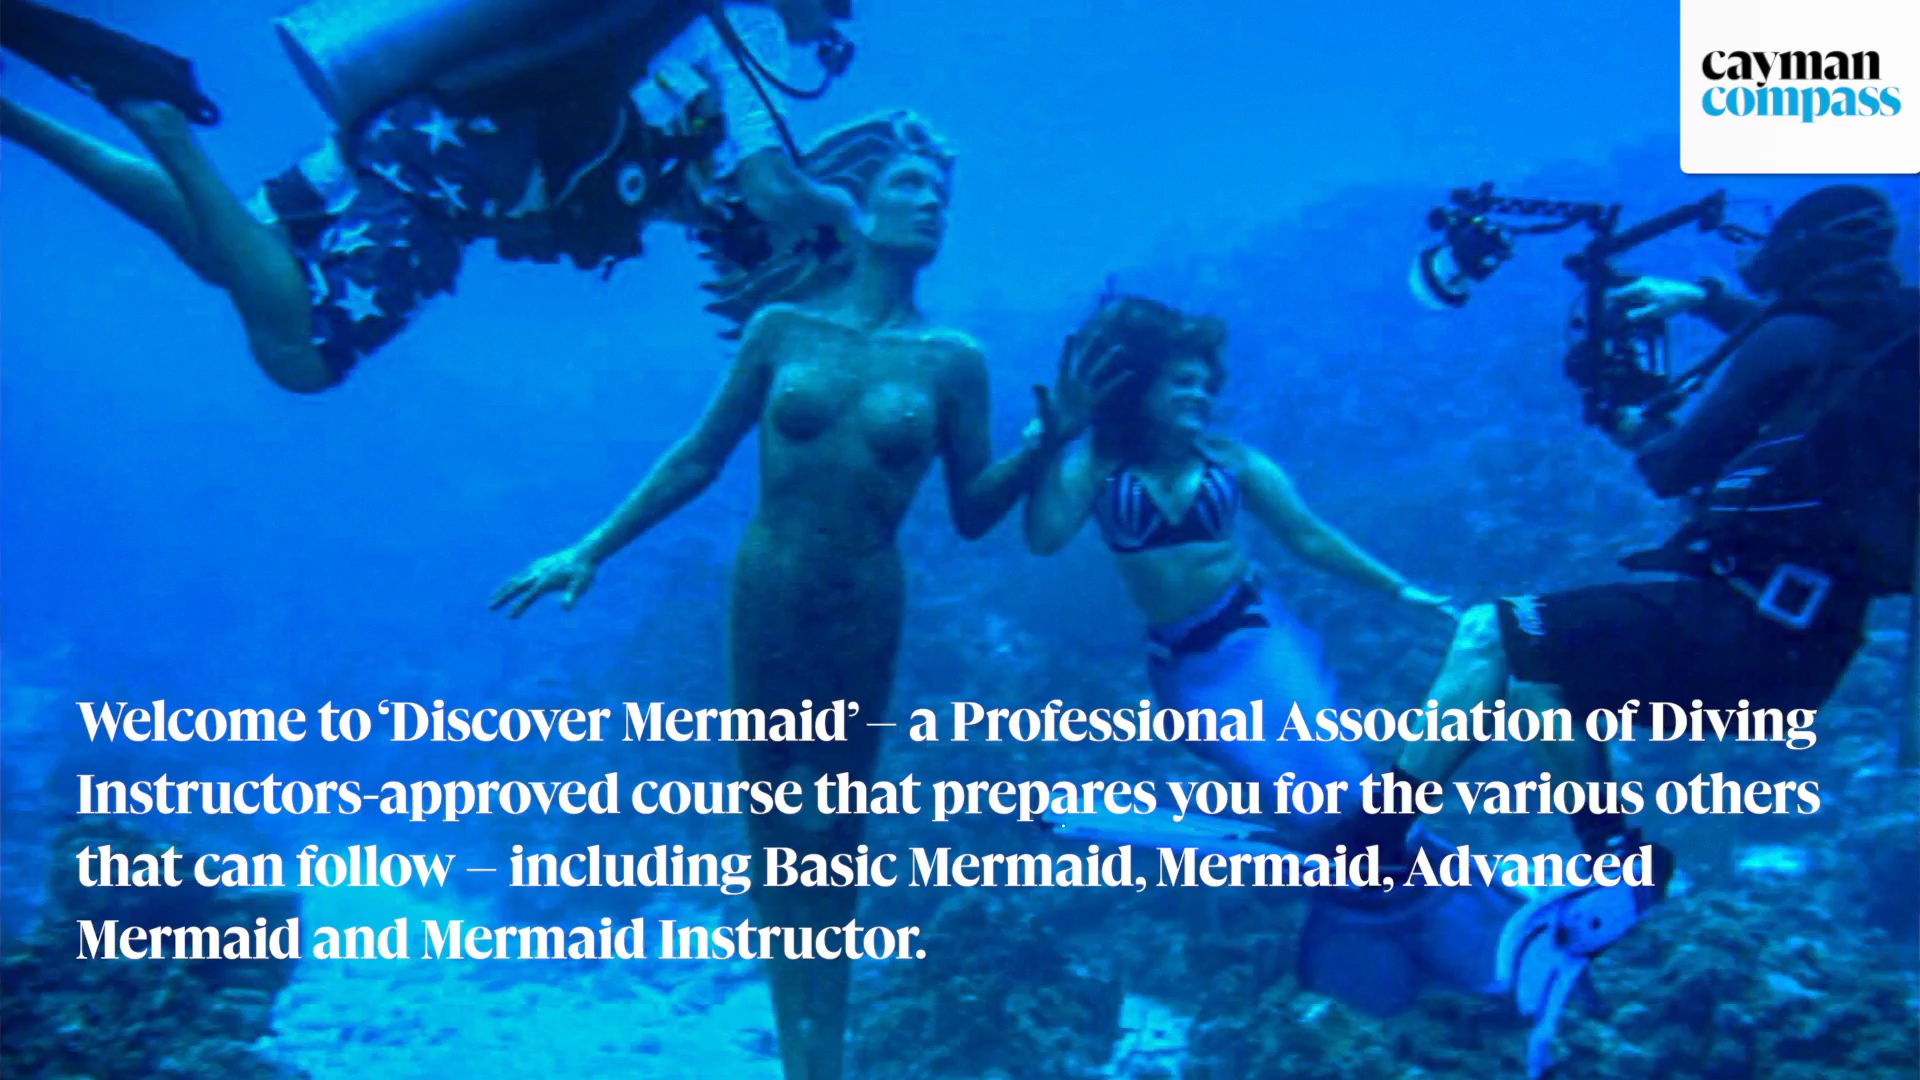 cayman
compass
Welcome to ‘Discover Mermaid’ – a Professional Association of Diving
Instructors-approved course that prepares you for the various others
that can follow – including Basic Mermaid, Mermaid, Advanced
Mermaid and Mermaid Instructor.